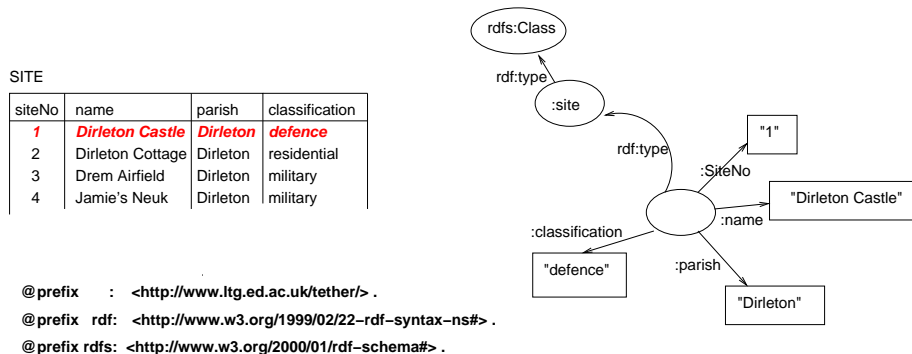 SITE
siteNo name parish classification
1 Dirleton Castle Dirleton defence
2 Dirleton Cottage Dirleton residential
3 Drem Airfield Dirleton military
4 Jamie's Neuk Dirleton military
rdfs:Class
rdf:type
:site
rdf:type
"1"
:SiteNo
"Dirleton Castle"
:name
:classification
"defence"
:parish
"Dirleton"
@prefix : <http://www.ltg.ed.ac.uk/tether/> .
@prefix rdf: <http://www.w3.org/1999/02/22−rdf−syntax−ns#> .
@prefix rdfs: <http://www.w3.org/2000/01/rdf−schema#> .